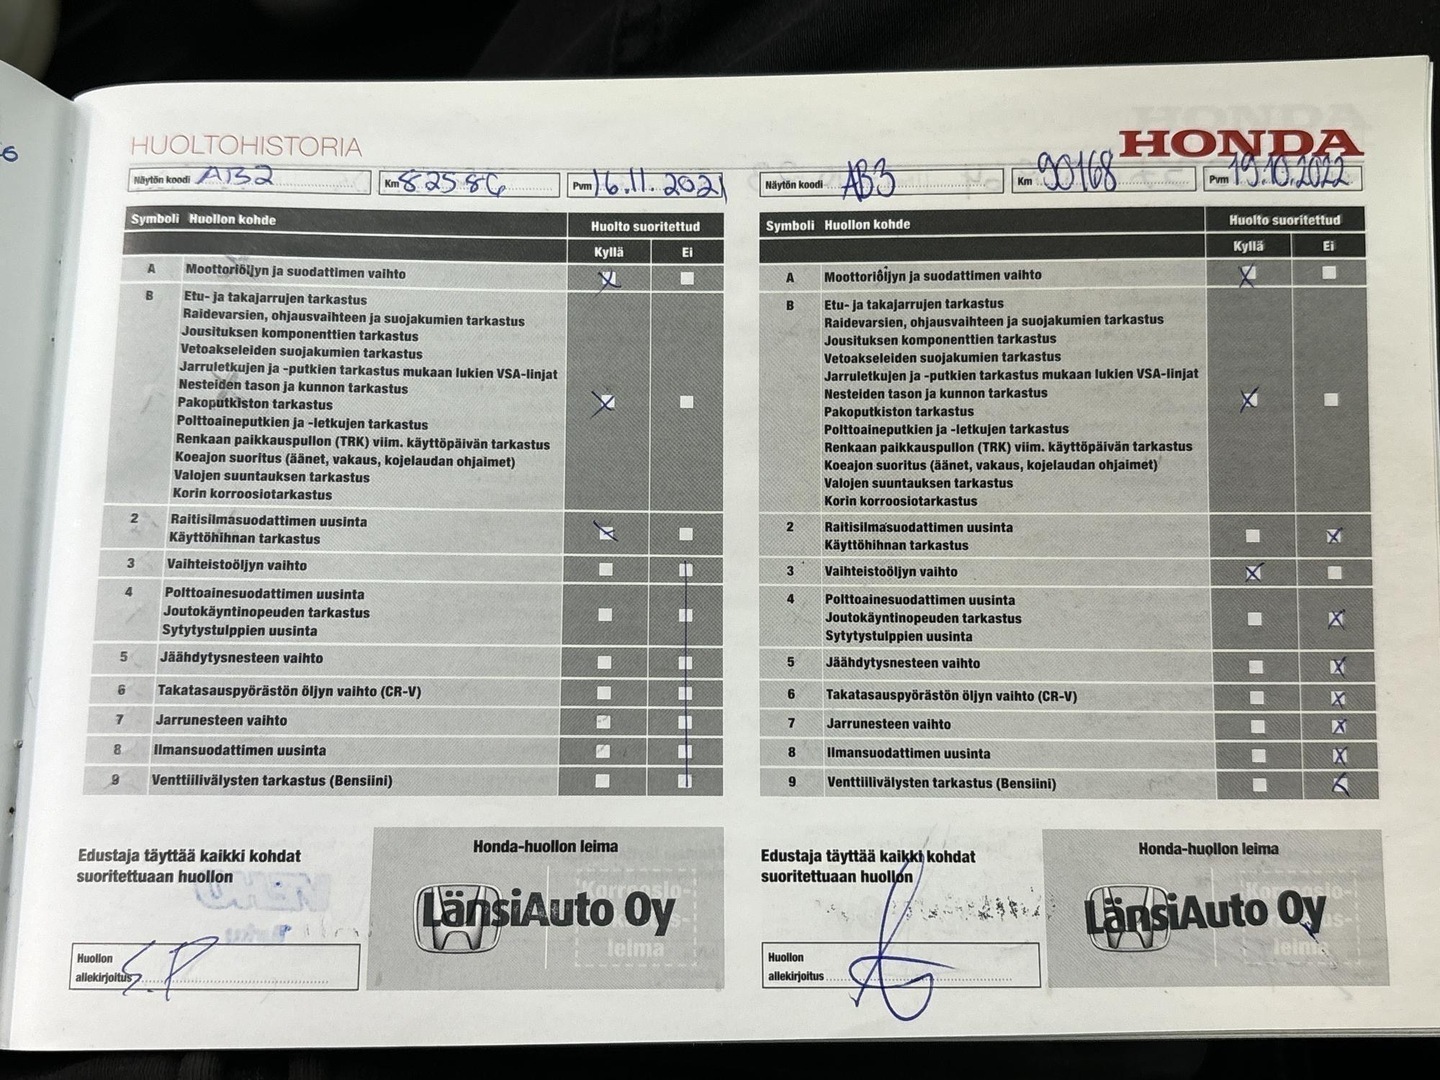 HUOLTOHISTORIA
HONDA
Näytön koodi AB2 Km 82586 Pvm 16.11.2021
Symboli Huollon kohde Huolto suoritettud
Kyllä Ei
A Moottoriöljyn ja suodattimen vaihto
B Etu- ja takajarrujen tarkastus
Raidevarsien, ohjausvaihteen ja suojakumien tarkastus
Jousituksen komponenttien tarkastus
Vetoakseleiden suojakumien tarkastus
Jarruletkujen ja -putkien tarkastus mukaan lukien VSA-linjat
Nesteiden tason ja kunnon tarkastus
Pakoputkiston tarkastus
Polttoaineputkien ja -letkujen tarkastus
Renkaan paikkauspullon (TRK) viim. käyttöpäivän tarkastus
Koeajon suoritus (äänet, vakaus, kojelaudan ohjaimet)
Valojen suuntauksen tarkastus
Korin korroosiotarkastus
2 Raitisilmasuodattimen uusinta
Käyttöhihnan tarkastus
3 Vaihteistoöljyn vaihto
4 Polttoainesuodattimen uusinta
Joutokäyntinopeuden tarkastus
Sytytystulppien uusinta
5 Jäähdytysnesteen vaihto
6 Takatasauspyörästön öljyn vaihto (CR-V)
7 Jarrunesteen vaihto
8 Ilmansuodattimen uusinta
9 Venttiilivälysten tarkastus (Bensiini)
Edustaja täyttää kaikki kohdat
suoritettuaan huollon
Honda-huollon leima
LänsiAuto Oy
Korroosio-
leima
Huollon
allekirjoitus S.P
Näytön koodi AB3 Km 90168 Pvm 19.10.2022
Symboli Huollon kohde Huolto suoritettud
Kyllä Ei
A Moottoriöljyn ja suodattimen vaihto
B Etu- ja takajarrujen tarkastus
Raidevarsien, ohjausvaihteen ja suojakumien tarkastus
Jousituksen komponenttien tarkastus
Vetoakseleiden suojakumien tarkastus
Jarruletkujen ja -putkien tarkastus mukaan lukien VSA-linjat
Nesteiden tason ja kunnon tarkastus
Pakoputkiston tarkastus
Polttoaineputkien ja -letkujen tarkastus
Renkaan paikkauspullon (TRK) viim. käyttöpäivän tarkastus
Koeajon suoritus (äänet, vakaus, kojelaudan ohjaimet)
Valojen suuntauksen tarkastus
Korin korroosiotarkastus
2 Raitisilmasuodattimen uusinta
Käyttöhihnan tarkastus
3 Vaihteistoöljyn vaihto
4 Polttoainesuodattimen uusinta
Joutokäyntinopeuden tarkastus
Sytytystulppien uusinta
5 Jäähdytysnesteen vaihto
6 Takatasauspyörästön öljyn vaihto (CR-V)
7 Jarrunesteen vaihto
8 Ilmansuodattimen uusinta
9 Venttiilivälysten tarkastus (Bensiini)
Edustaja täyttää kaikki kohdat
suoritettuaan huollon
Honda-huollon leima
LänsiAuto Oy
Korroosio-
leima
Huollon
allekirjoitus